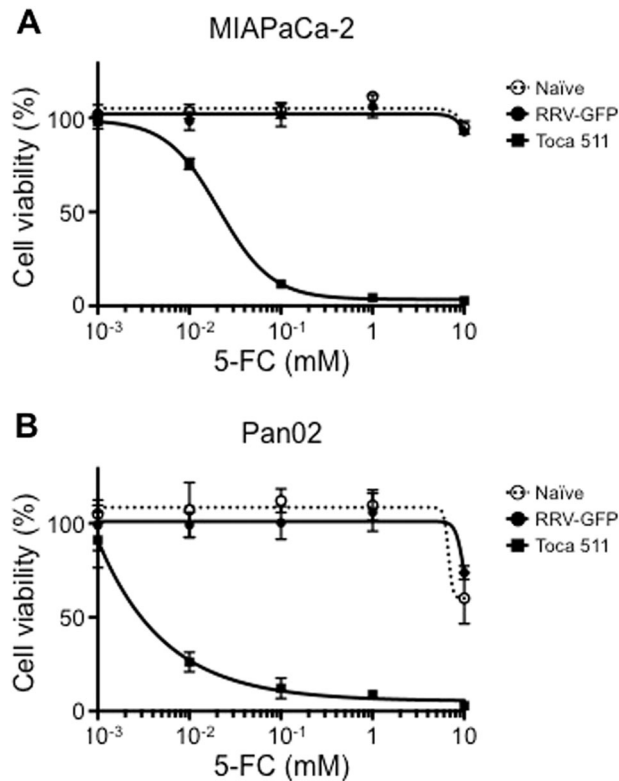 A
MIAPaCa-2
Cell viability (%)
100
50
0
10⁻³ 10⁻² 10⁻¹ 1 10
5-FC (mM)
Naïve
RRV-GFP
Toca 511
B
Pan02
Cell viability (%)
100
50
0
10⁻³ 10⁻² 10⁻¹ 1 10
5-FC (mM)
Naïve
RRV-GFP
Toca 511